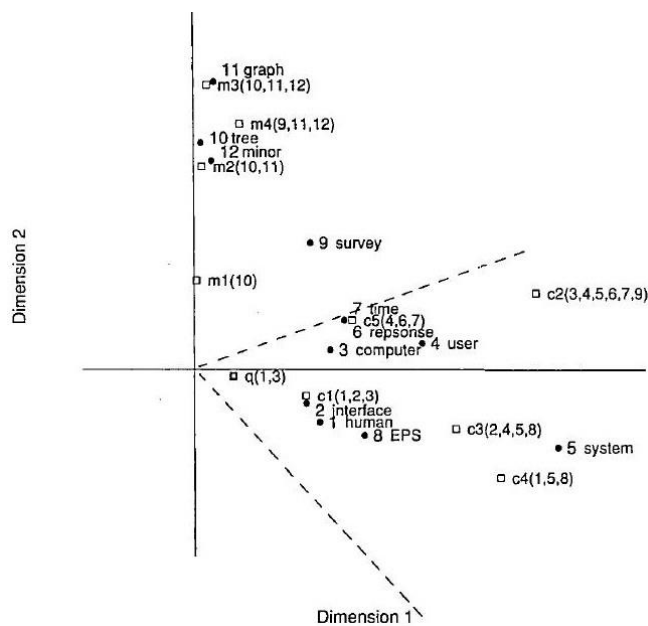 11 graph
m3(10,11,12)
m4(9,11,12)
10 tree
12 minor
m2(10,11)
Dimension 2
9 survey
m1(10)
c2(3,4,5,6,7,9)
7 time
c5(4,6,7)
6 repsonse
4 user
3 computer
q(1,3)
c1(1,2,3)
2 interface
1 human
c3(2,4,5,8)
8 EPS
5 system
c4(1,5,8)
Dimension 1